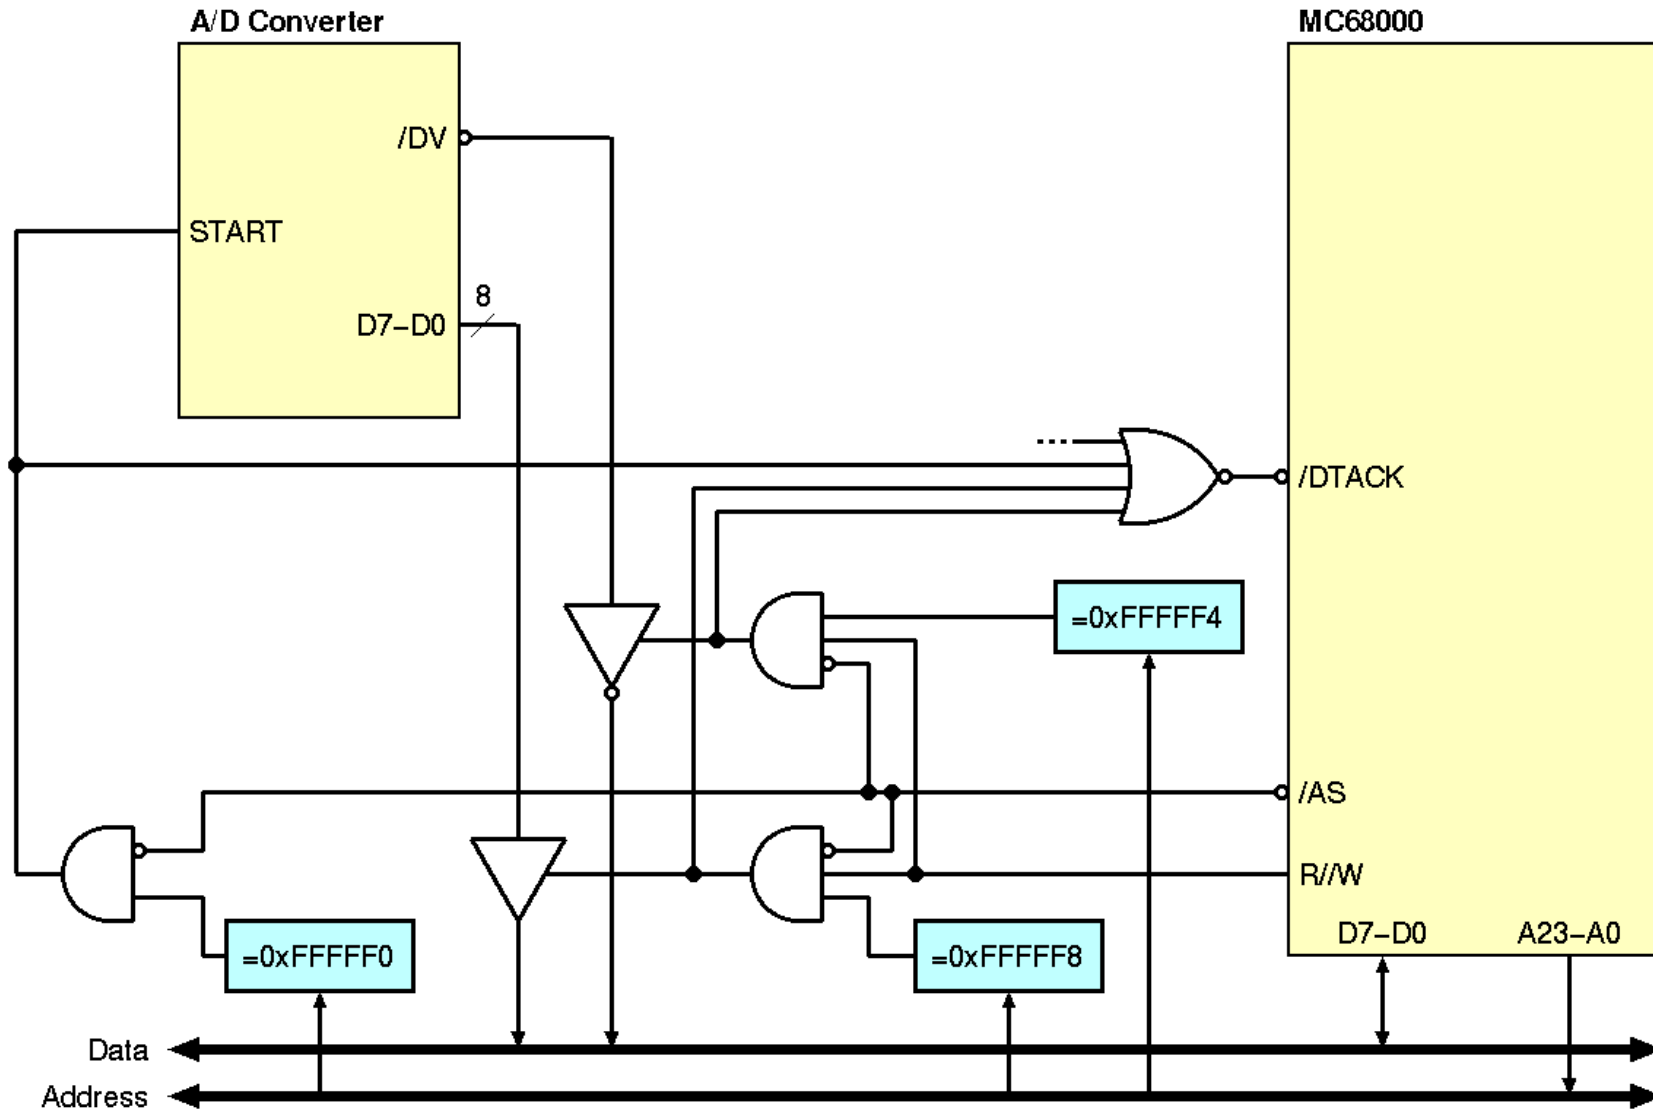 A/D Converter
MC68000
/DV
START
8
D7–D0
/DTACK
=0xFFFFF4
/AS
R//W
D7–D0
A23–A0
=0xFFFFF0
=0xFFFFF8
Data
Address